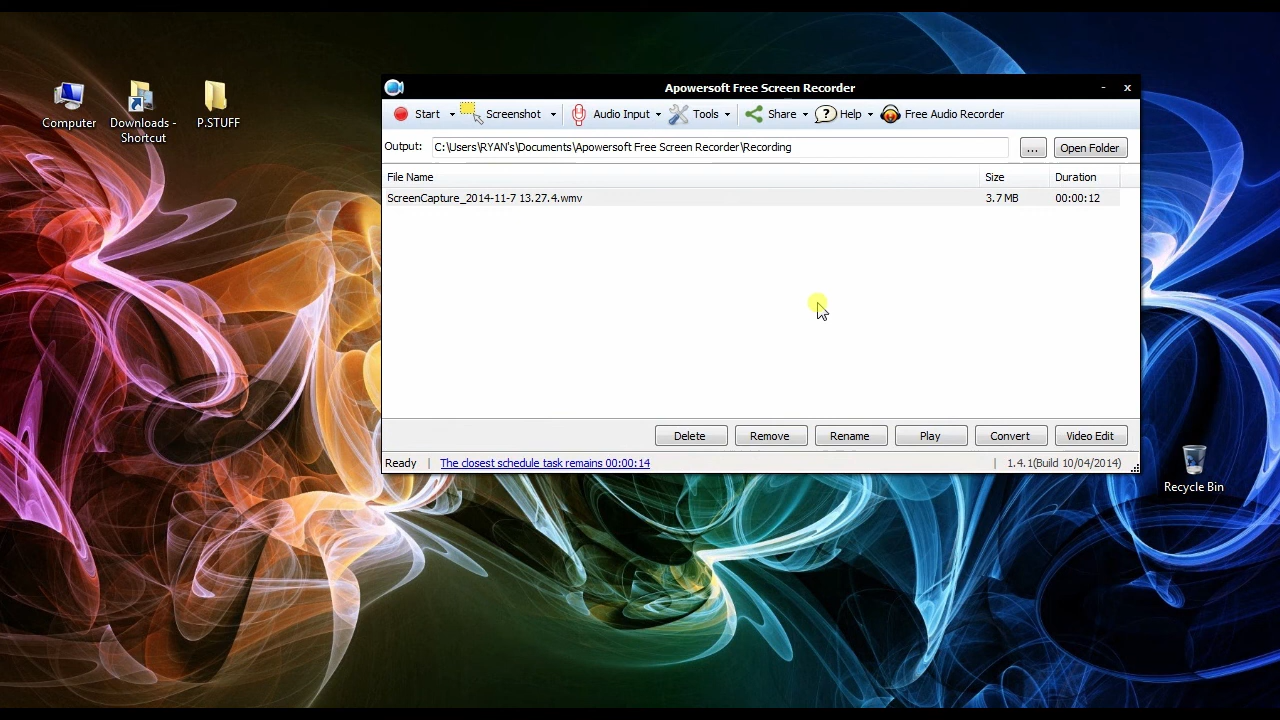 Apowersoft Free Screen Recorder
- x
Start Screenshot Audio Input Tools Share ? Help Free Audio Recorder
Output: C:\Users\RYAN's\Documents\Apowersoft Free Screen Recorder\Recording ... Open Folder
File Name Size Duration
ScreenCapture_2014-11-7 13.27.4.wmv 3.7 MB 00:00:12
Delete Remove Rename Play Convert Video Edit
Ready | The closest schedule task remains 00:00:14 | 1.4.1(Build 10/04/2014)
Computer
Downloads -
Shortcut
P.STUFF
Recycle Bin